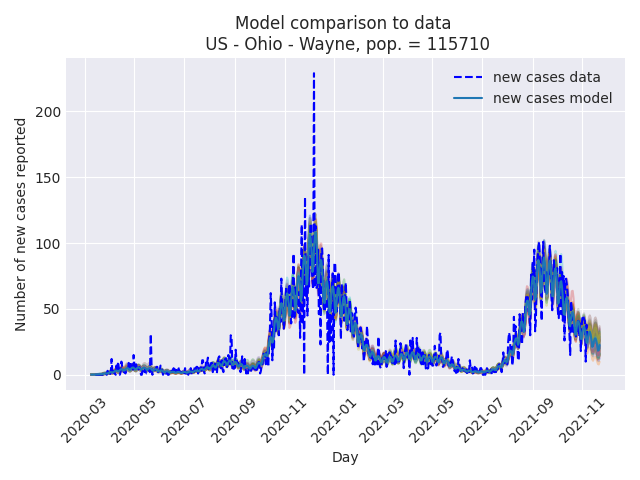 Model comparison to data
US - Ohio - Wayne, pop. = 115710
new cases data
new cases model
Number of new cases reported
200
150
100
50
0
2020-03
2020-05
2020-07
2020-09
2020-11
2021-01
2021-03
2021-05
2021-07
2021-09
2021-11
Day